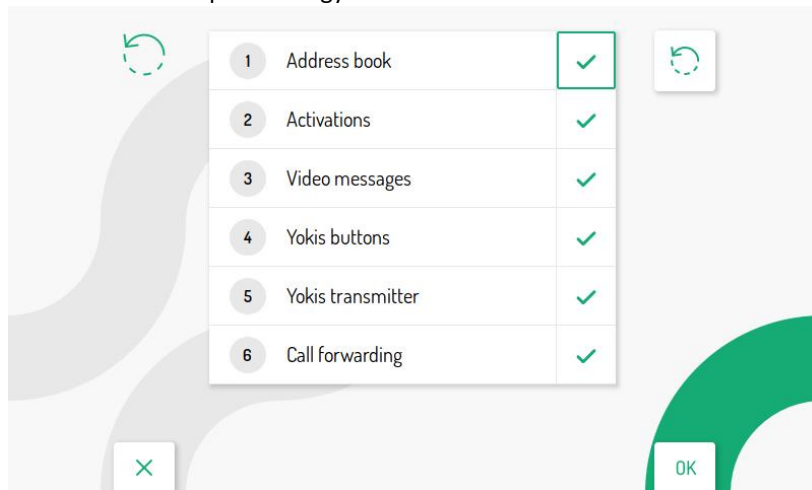 1 Address book
2 Activations
3 Video messages
4 Yokis buttons
5 Yokis transmitter
6 Call forwarding
OK